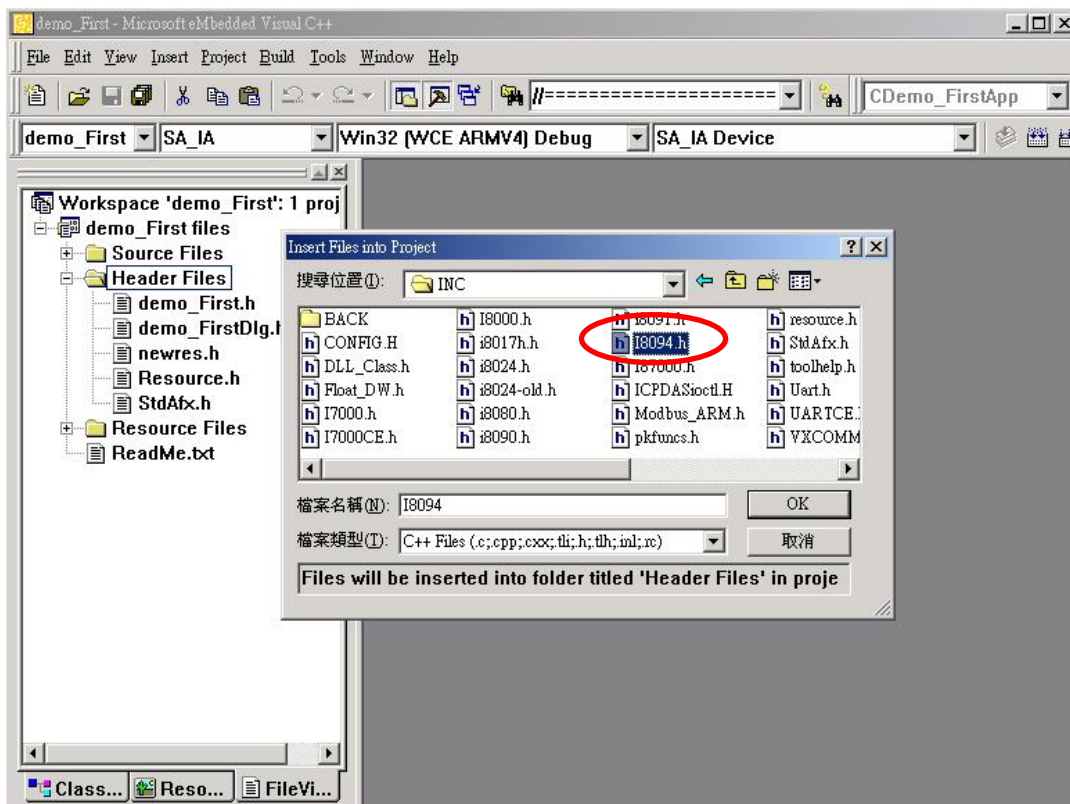 demo_First - Microsoft eMbedded Visual C++
File Edit View Insert Project Build Tools Window Help
//===================== CDemo_FirstApp
demo_First SA_IA Win32 (WCE ARMV4) Debug SA_IA Device
Workspace 'demo_First': 1 proj
demo_First files
Source Files
Header Files
demo_First.h
demo_FirstDlg.h
newres.h
Resource.h
StdAfx.h
Resource Files
ReadMe.txt
Insert Files into Project
搜尋位置(I): INC
BACK
CONFIG.H
DLL_Class.h
Float_DW.h
I7000.h
I7000CE.h
I8000.h
i8017h.h
i8024.h
i8024-old.h
i8080.h
i8090.h
i8091.h
I8094.h
I87000.h
ICPDASioctl.H
Modbus_ARM.h
pkfuncs.h
resource.h
StdAfx.h
toolhelp.h
Uart.h
UARTCE.
VXCOMM
檔案名稱(N): I8094 OK
檔案類型(T): C++ Files (.c;.cpp;.cxx;.tli;.h;.tlh;.inl;.rc) 取消
Files will be inserted into folder titled 'Header Files' in proje
Class... Reso... FileVi...